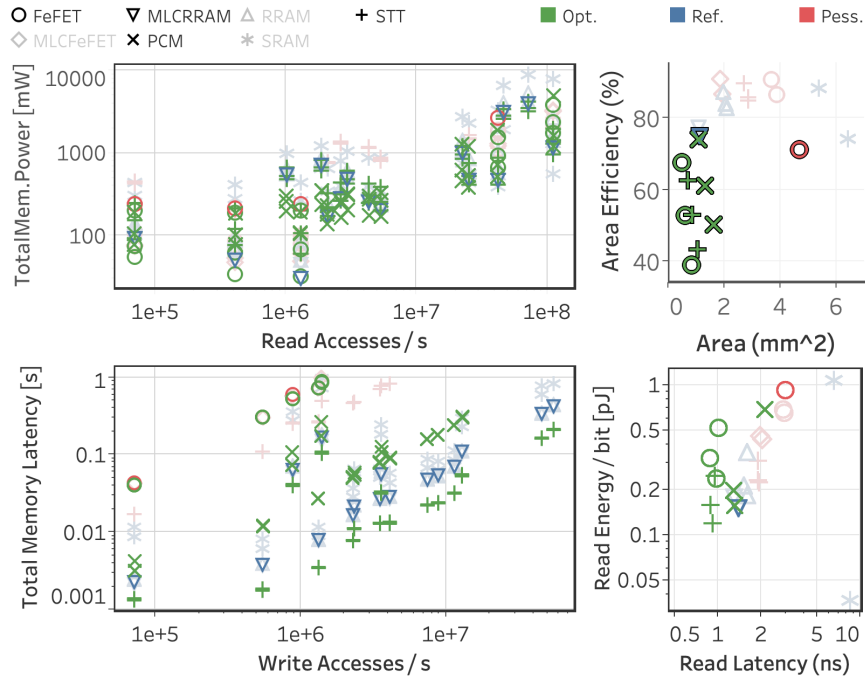 FeFET MLCRRAM RRAM STT Opt. Ref. Pess.
MLCFeFET PCM SRAM
TotalMem.Power [mW]
10000
1000
100
1e+5 1e+6 1e+7 1e+8
Read Accesses / s
Area Efficiency (%)
80
60
40
0 2 4 6
Area (mm^2)
Total Memory Latency [s]
1
0.1
0.01
0.001
1e+5 1e+6 1e+7
Write Accesses / s
Read Energy / bit [pJ]
1
0.5
0.2
0.1
0.05
0.5 1 2 5 10
Read Latency (ns)